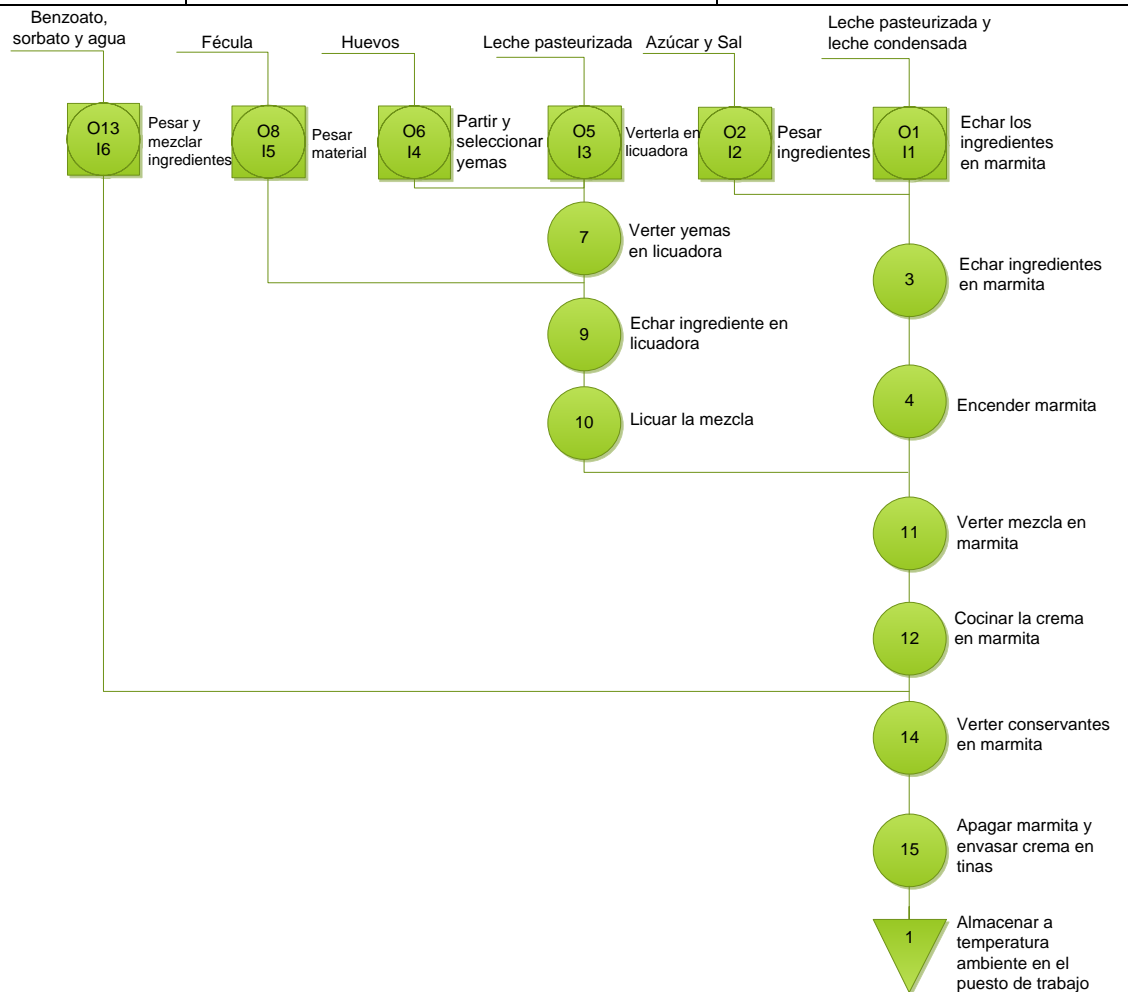 Benzoato,
sorbato y agua
Fécula
Huevos
Leche pasteurizada
Azúcar y Sal
Leche pasteurizada y
leche condensada
O13
I6
Pesar y
mezclar
ingredientes
O8
I5
Pesar
material
O6
I4
Partir y
seleccionar
yemas
O5
I3
Verterla en
licuadora
O2
I2
Pesar
ingredientes
O1
I1
Echar los
ingredientes
en marmita
7
Verter yemas
en licuadora
3
Echar ingredientes
en marmita
9
Echar ingrediente en
licuadora
4
Encender marmita
10
Licuar la mezcla
11
Verter mezcla en
marmita
12
Cocinar la crema
en marmita
14
Verter conservantes
en marmita
15
Apagar marmita y
envasar crema en
tinas
1
Almacenar a
temperatura
ambiente en el
puesto de trabajo